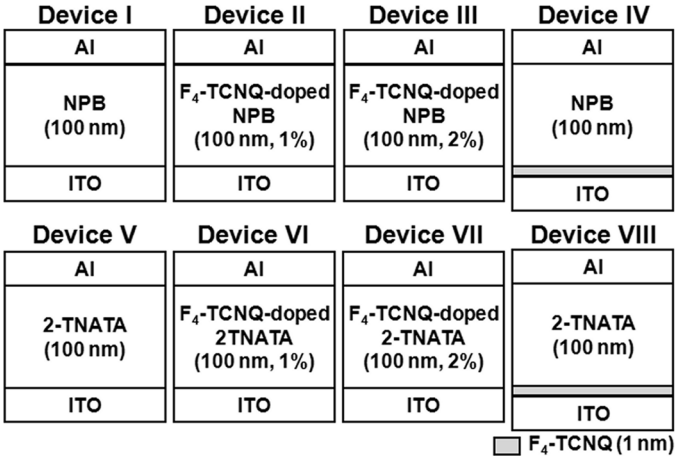 Device I
Device II
Device III
Device IV
Al
Al
Al
Al
NPB
(100 nm)
F₄-TCNQ-doped
NPB
(100 nm, 1%)
F₄-TCNQ-doped
NPB
(100 nm, 2%)
NPB
(100 nm)
ITO
ITO
ITO
ITO
Device V
Device VI
Device VII
Device VIII
Al
Al
Al
Al
2-TNATA
(100 nm)
F₄-TCNQ-doped
2TNATA
(100 nm, 1%)
F₄-TCNQ-doped
2-TNATA
(100 nm, 2%)
2-TNATA
(100 nm)
ITO
ITO
ITO
ITO
F₄-TCNQ (1 nm)